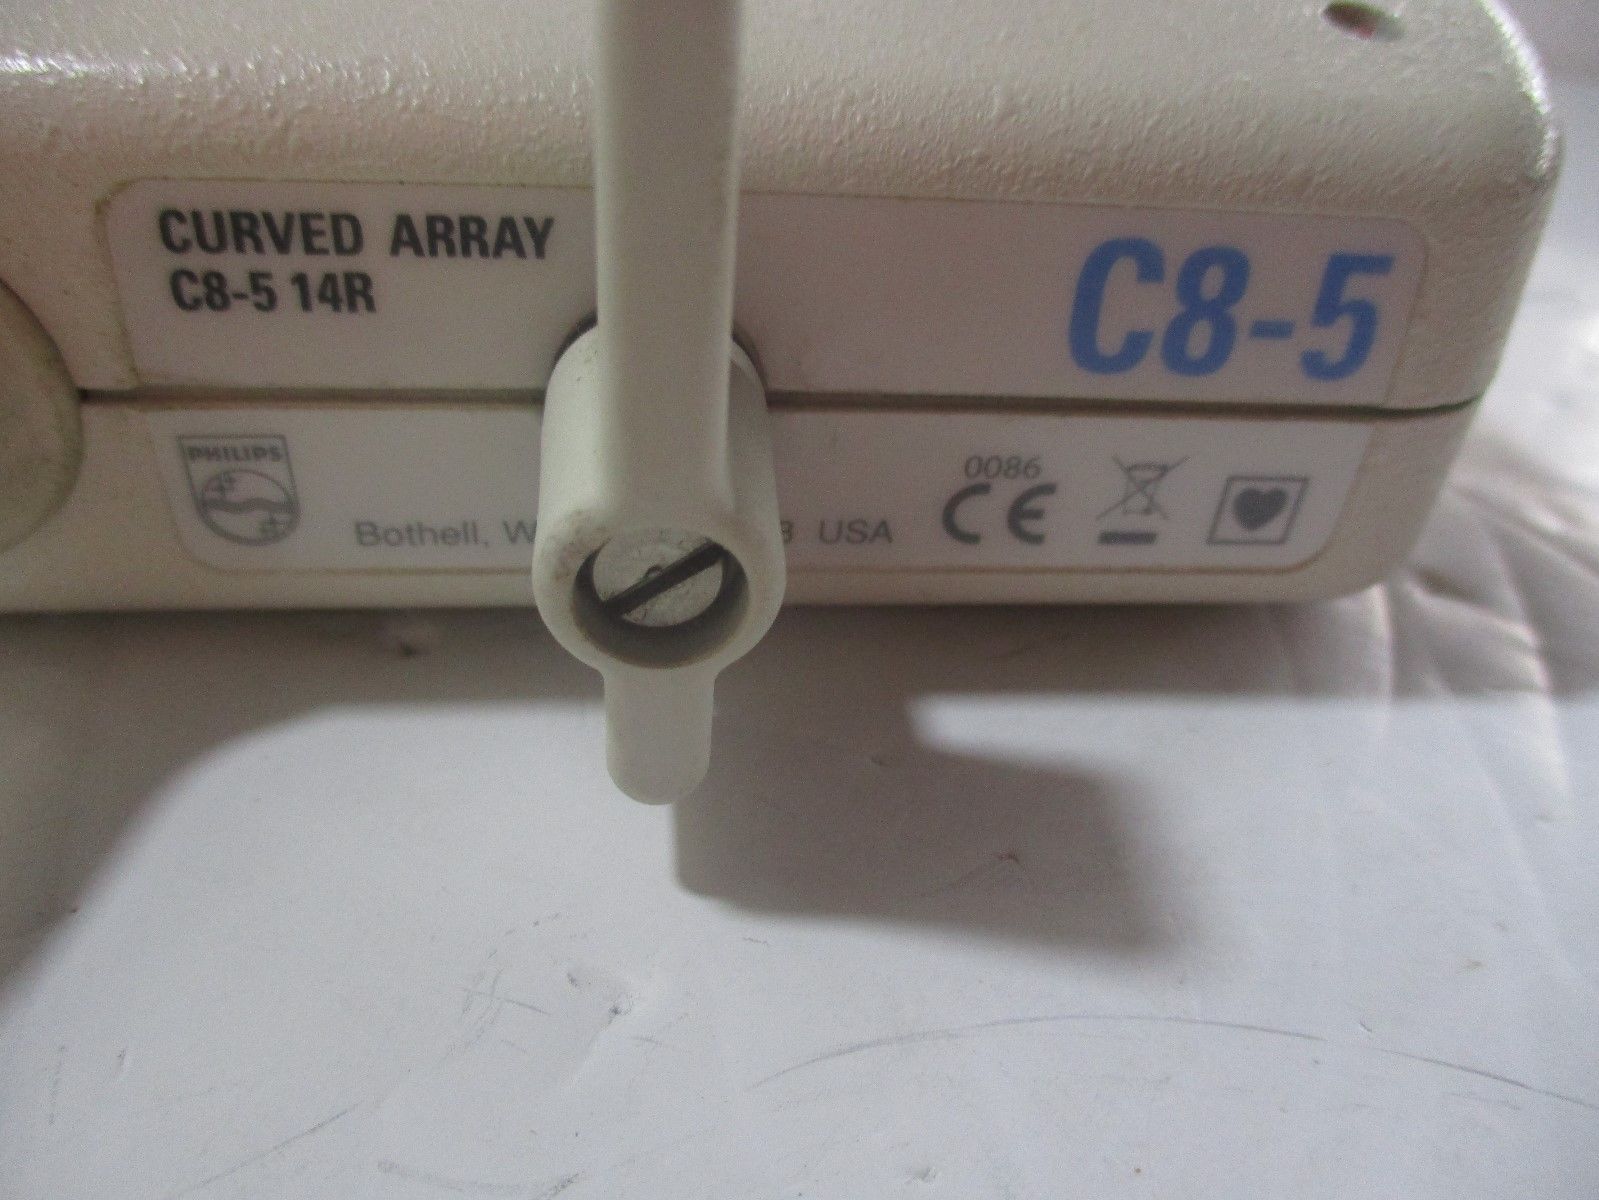 CURVED ARRAY
C8-5 14R
C8-5
PHILIPS
Bothell, USA
0086
CE